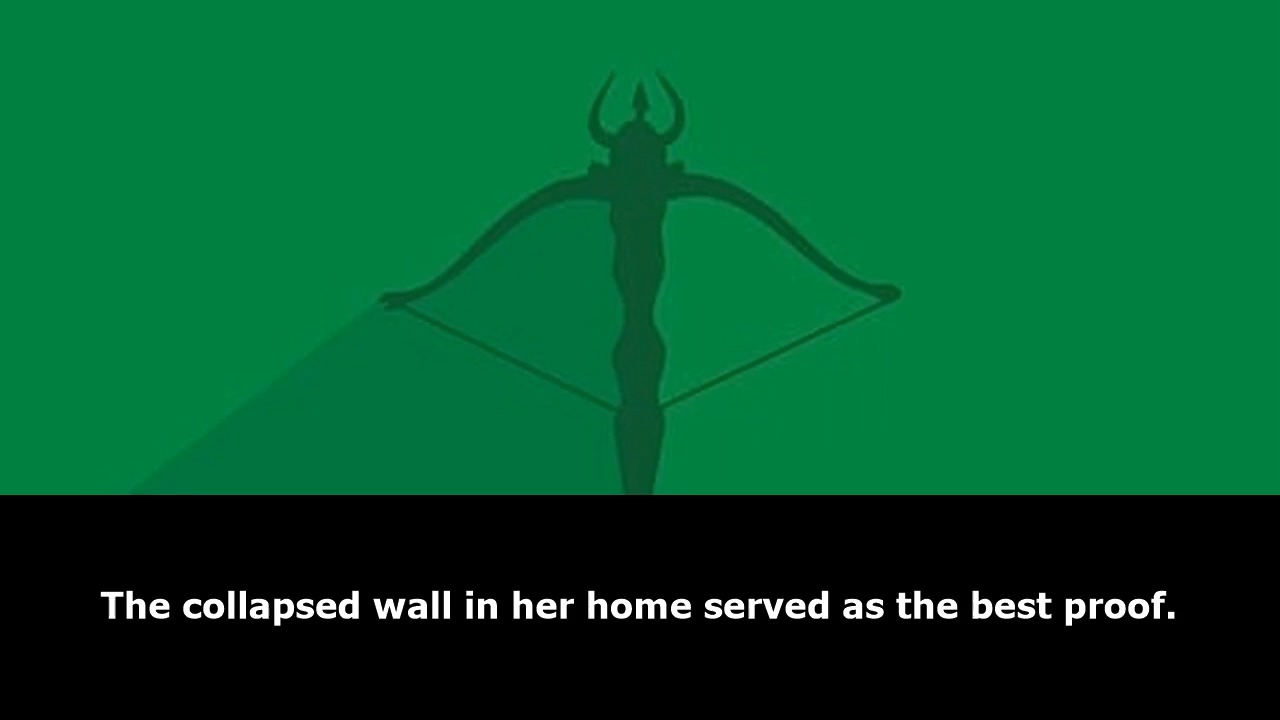 The collapsed wall in her home served as the best proof.